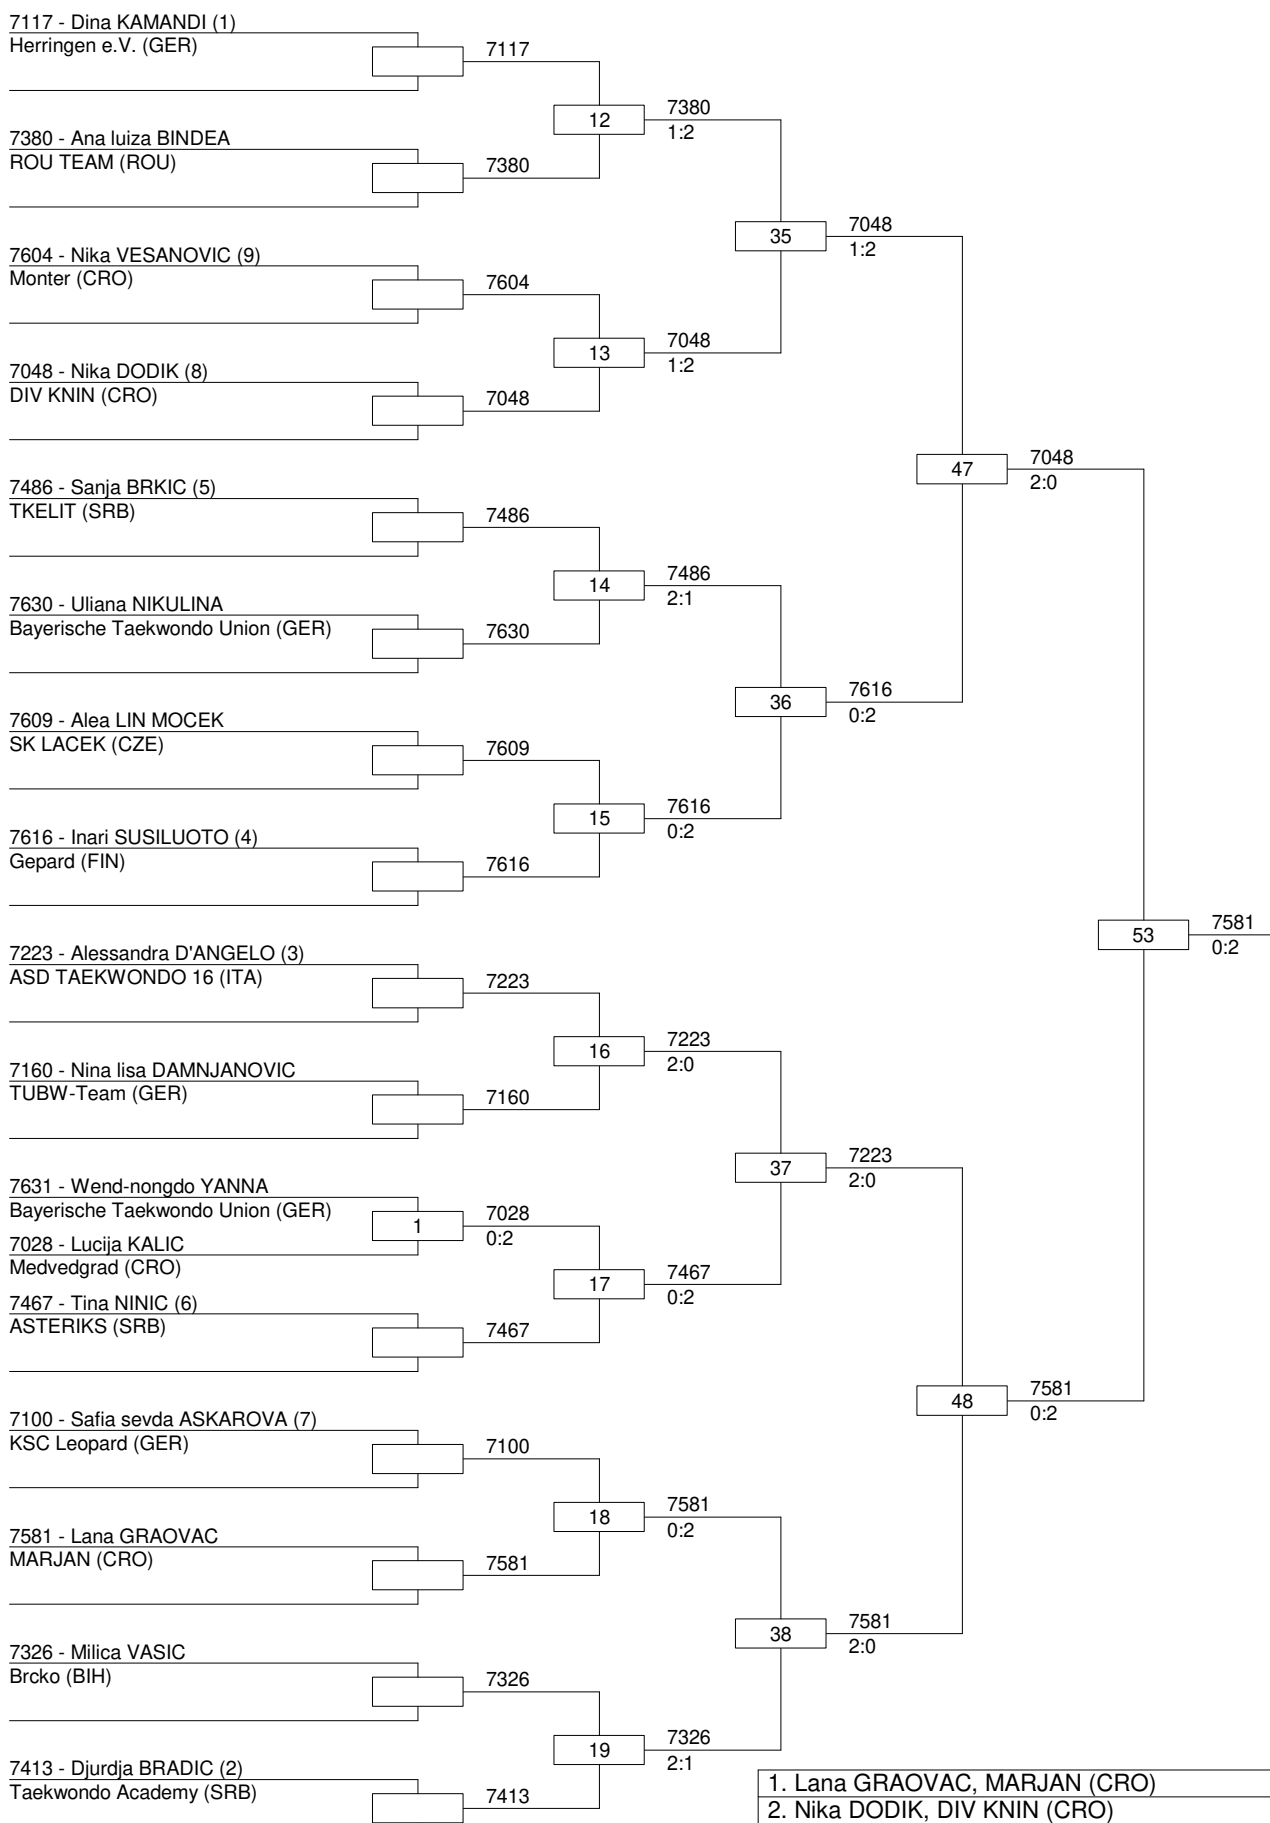 7117 - Dina KAMANDI (1)
Herringen e.V. (GER)
7117
12
7380
1:2
7380 - Ana luiza BINDEA
ROU TEAM (ROU)
7380
35
7048
1:2
7604 - Nika VESANOVIC (9)
Monter (CRO)
7604
13
7048
1:2
7048 - Nika DODIK (8)
DIV KNIN (CRO)
7048
47
7048
2:0
7486 - Sanja BRKIC (5)
TKELIT (SRB)
7486
14
7486
2:1
7630 - Uliana NIKULINA
Bayerische Taekwondo Union (GER)
7630
36
7616
0:2
7609 - Alea LIN MOCEK
SK LACEK (CZE)
7609
15
7616
0:2
7616 - Inari SUSILUOTO (4)
Gepard (FIN)
7616
53
7581
0:2
7223 - Alessandra D'ANGELO (3)
ASD TAEKWONDO 16 (ITA)
7223
16
7223
2:0
7160 - Nina lisa DAMNJANOVIC
TUBW-Team (GER)
7160
37
7223
2:0
7631 - Wend-nongdo YANNA
Bayerische Taekwondo Union (GER)
1
7028
0:2
7028 - Lucija KALIC
Medvedgrad (CRO)
17
7467
0:2
7467 - Tina NINIC (6)
ASTERIKS (SRB)
7467
48
7581
0:2
7100 - Safia sevda ASKAROVA (7)
KSC Leopard (GER)
7100
18
7581
0:2
7581 - Lana GRAOVAC
MARJAN (CRO)
7581
38
7581
2:0
7326 - Milica VASIC
Brcko (BIH)
7326
19
7326
2:1
7413 - Djurdja BRADIC (2)
Taekwondo Academy (SRB)
7413
1. Lana GRAOVAC, MARJAN (CRO)
2. Nika DODIK, DIV KNIN (CRO)